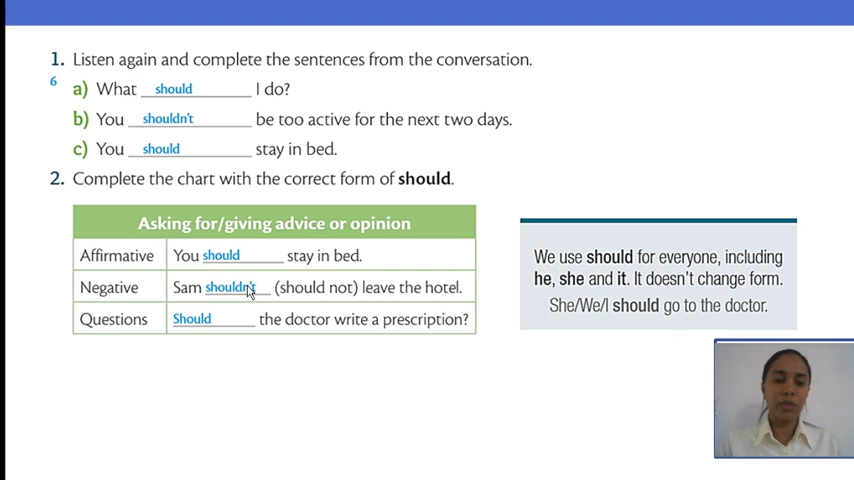 1. Listen again and complete the sentences from the conversation.
6
a) What should I do?
b) You shouldn't be too active for the next two days.
c) You should stay in bed.
2. Complete the chart with the correct form of should.
Asking for/giving advice or opinion
Affirmative You should stay in bed.
Negative Sam shouldn't (should not) leave the hotel.
Questions Should the doctor write a prescription?
We use should for everyone, including
he, she and it. It doesn't change form.
She/We/I should go to the doctor.